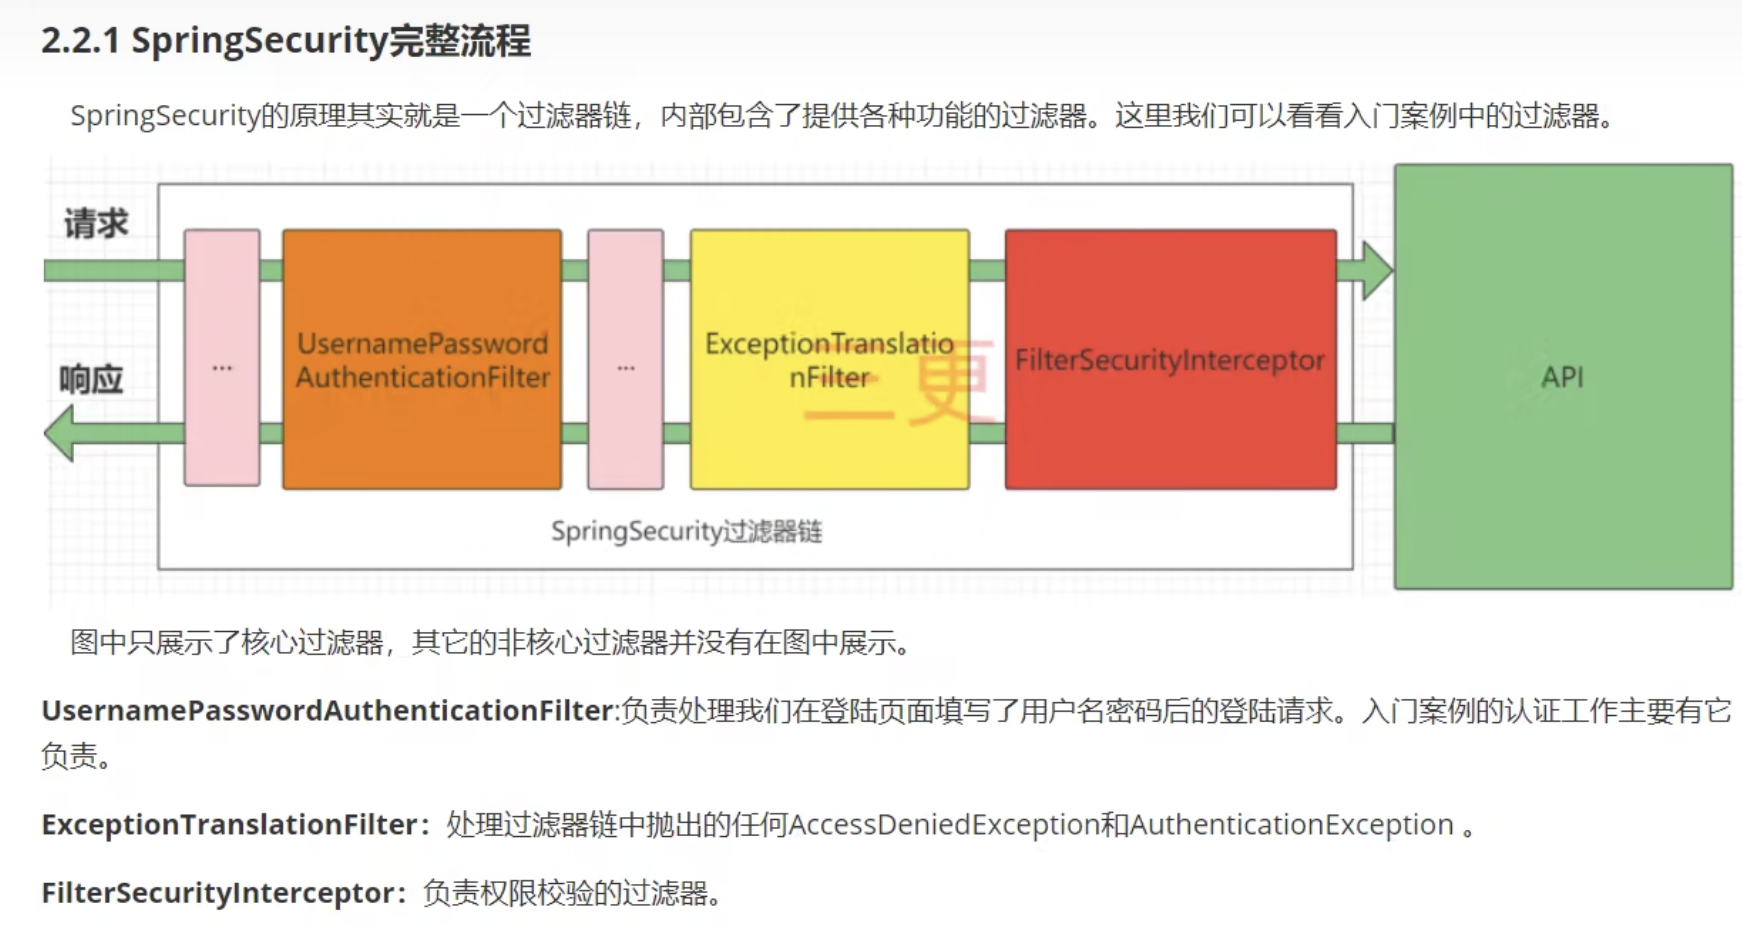 2.2.1 SpringSecurity完整流程
SpringSecurity的原理其实就是一个过滤器链，内部包含了提供各种功能的过滤器。这里我们可以看看入门案例中的过滤器。
请求
响应
...
UsernamePassword
AuthenticationFilter
...
ExceptionTranslatio
nFilter
三更
FilterSecurityInterceptor
API
SpringSecurity过滤器链
图中只展示了核心过滤器，其它的非核心过滤器并没有在图中展示。
UsernamePasswordAuthenticationFilter:负责处理我们在登陆页面填写了用户名密码后的登陆请求。入门案例的认证工作主要有它
负责。
ExceptionTranslationFilter：处理过滤器链中抛出的任何AccessDeniedException和AuthenticationException 。
FilterSecurityInterceptor：负责权限校验的过滤器。